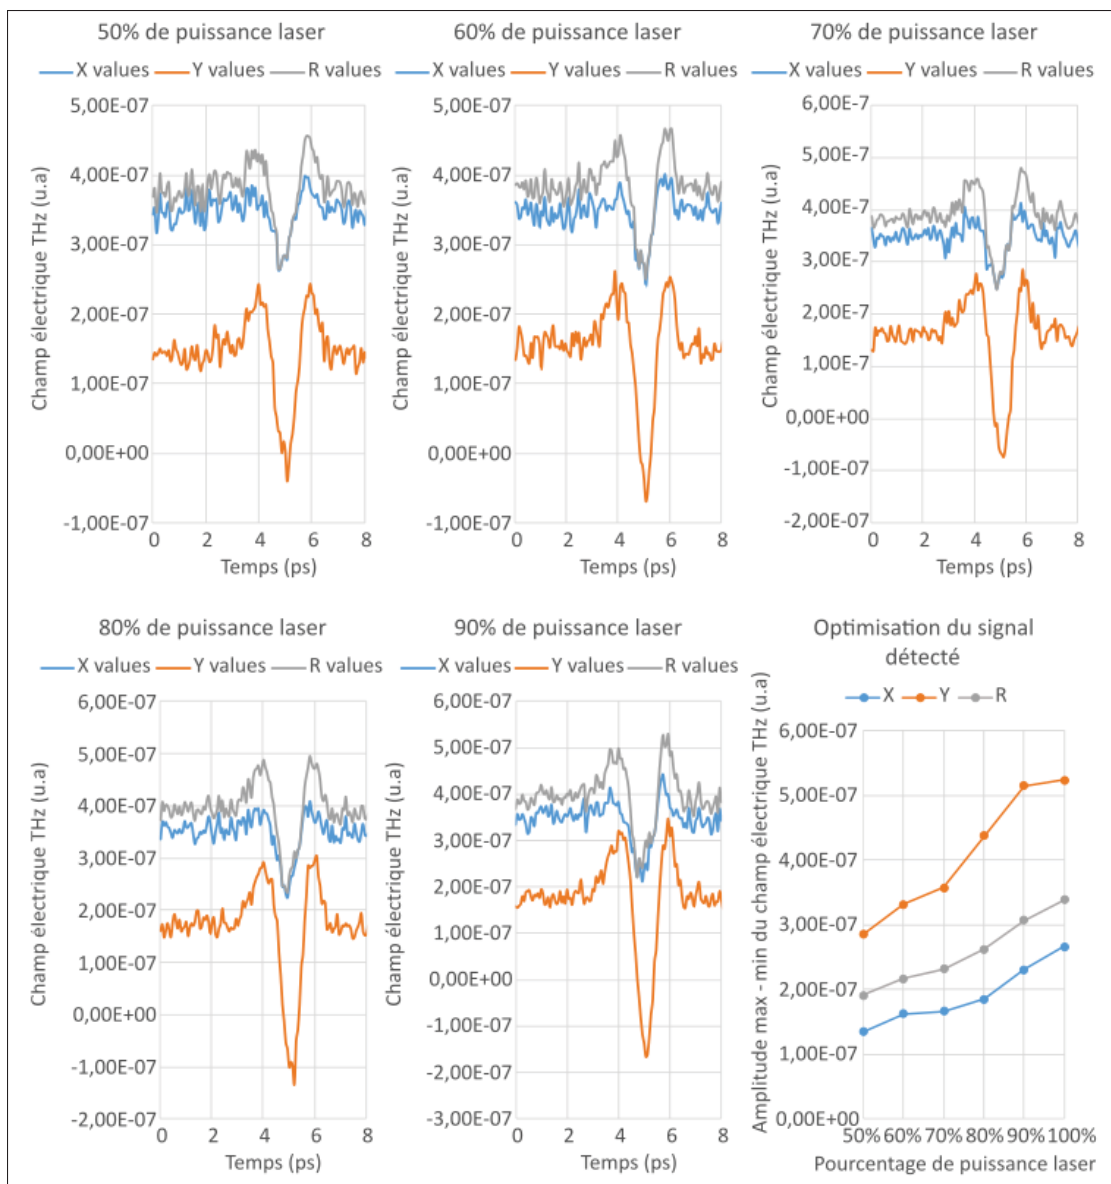 50% de puissance laser
X values Y values R values
Champ électrique THz (u.a)
5,00E-07
4,00E-07
3,00E-07
2,00E-07
1,00E-07
0,00E+00
-1,00E-07
0 2 4 6 8
Temps (ps)
60% de puissance laser
X values Y values R values
Champ électrique THz (u.a)
5,00E-07
4,00E-07
3,00E-07
2,00E-07
1,00E-07
0,00E+00
-1,00E-07
0 2 4 6 8
Temps (ps)
70% de puissance laser
X values Y values R values
Champ électrique THz (u.a)
6,00E-07
5,00E-07
4,00E-07
3,00E-07
2,00E-07
1,00E-07
0,00E+00
-1,00E-07
-2,00E-07
0 2 4 6 8
Temps (ps)
80% de puissance laser
X values Y values R values
Champ électrique THz (u.a)
6,00E-07
5,00E-07
4,00E-07
3,00E-07
2,00E-07
1,00E-07
0,00E+00
-1,00E-07
-2,00E-07
0 2 4 6 8
Temps (ps)
90% de puissance laser
X values Y values R values
Champ électrique THz (u.a)
6,00E-07
5,00E-07
4,00E-07
3,00E-07
2,00E-07
1,00E-07
0,00E+00
-1,00E-07
-2,00E-07
-3,00E-07
0 2 4 6 8
Temps (ps)
Optimisation du signal
détecté
X Y R
Amplitude max - min du champ électrique THz (u.a)
6,00E-07
5,00E-07
4,00E-07
3,00E-07
2,00E-07
1,00E-07
0,00E+00
50% 60% 70% 80% 90% 100%
Pourcentage de puissance laser